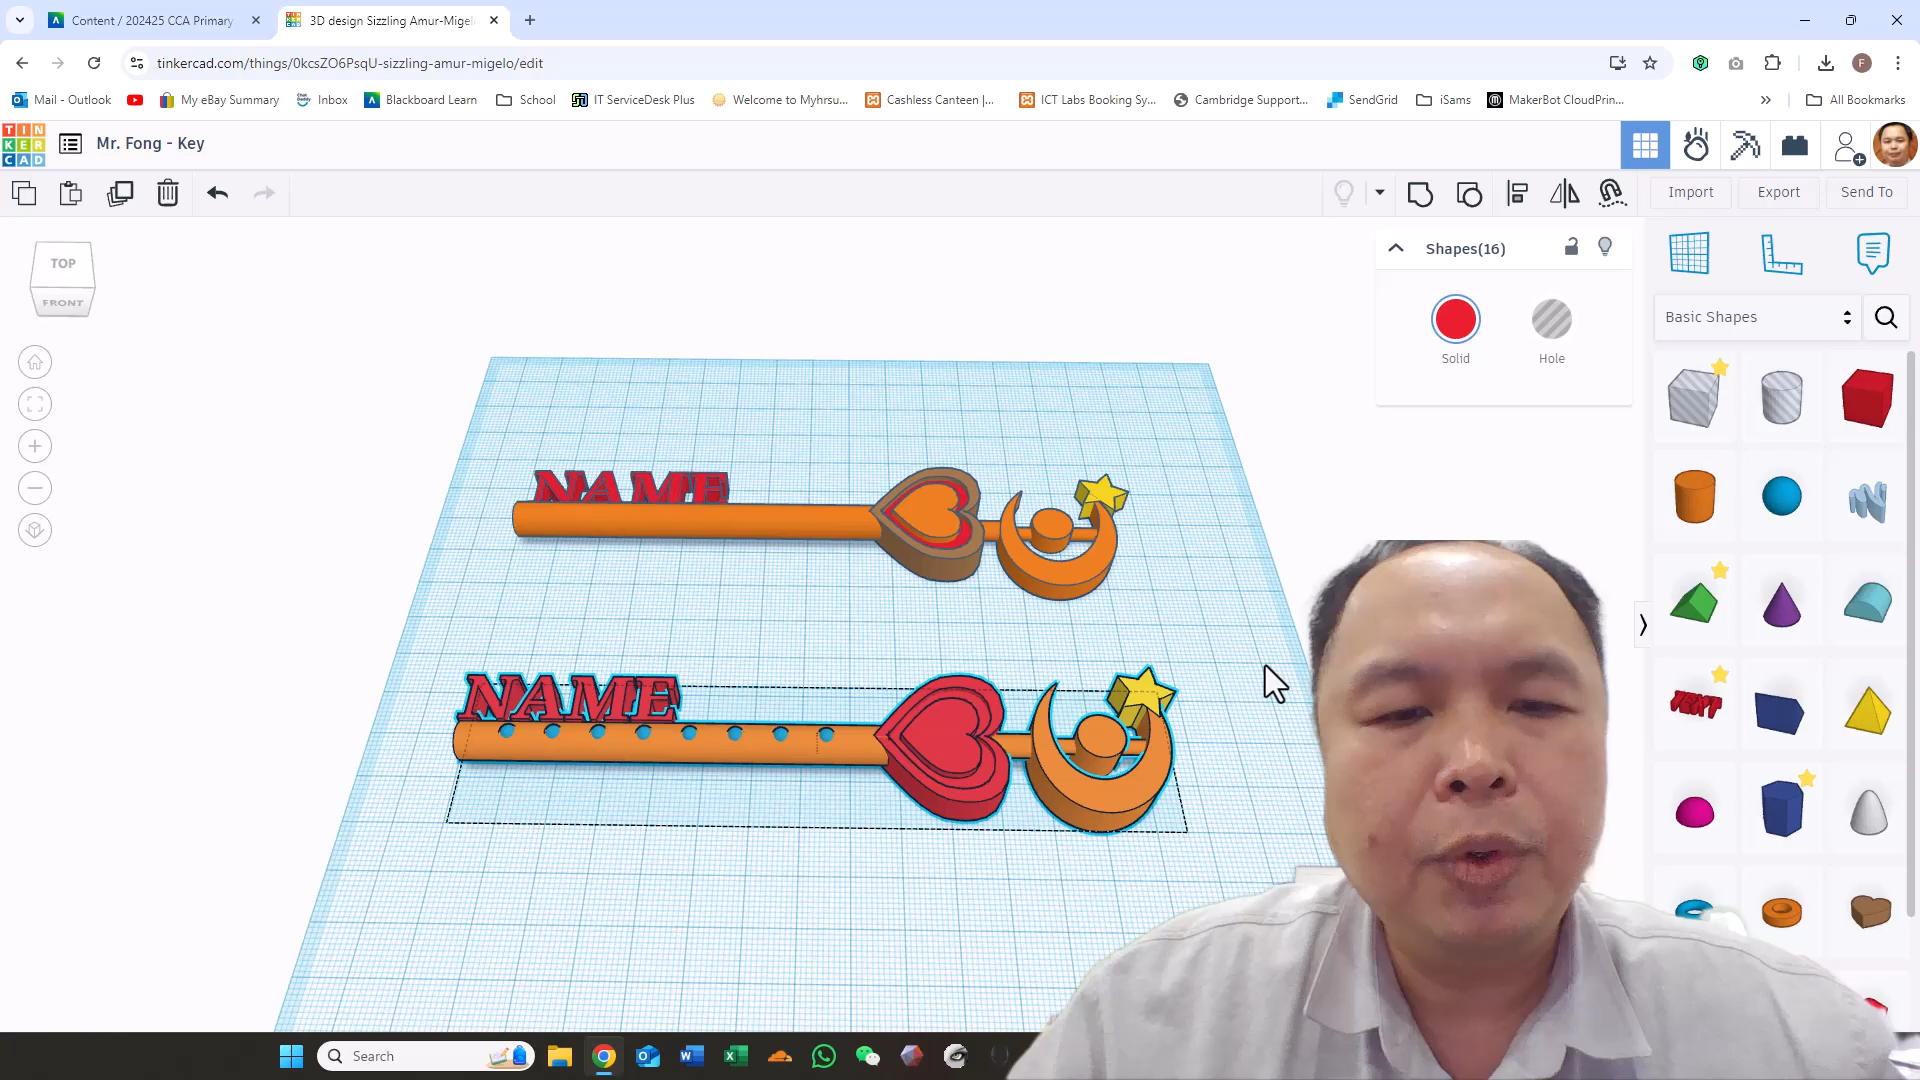 Content / 202425 CCA Primary
3D design Sizzling Amur-Migel
tinkercad.com/things/0kcsZO6PsqU-sizzling-amur-migelo/edit
Mail - Outlook
My eBay Summary
Inbox
Blackboard Learn
School
IT ServiceDesk Plus
Welcome to Myhrsu...
Cashless Canteen |...
ICT Labs Booking Sy...
Cambridge Support...
SendGrid
iSams
MakerBot CloudPrin...
All Bookmarks
TIN
KER
CAD
Mr. Fong - Key
Import
Export
Send To
TOP
FRONT
Shapes(16)
Solid
Hole
Basic Shapes
TEXT
NAME
NAME
Search